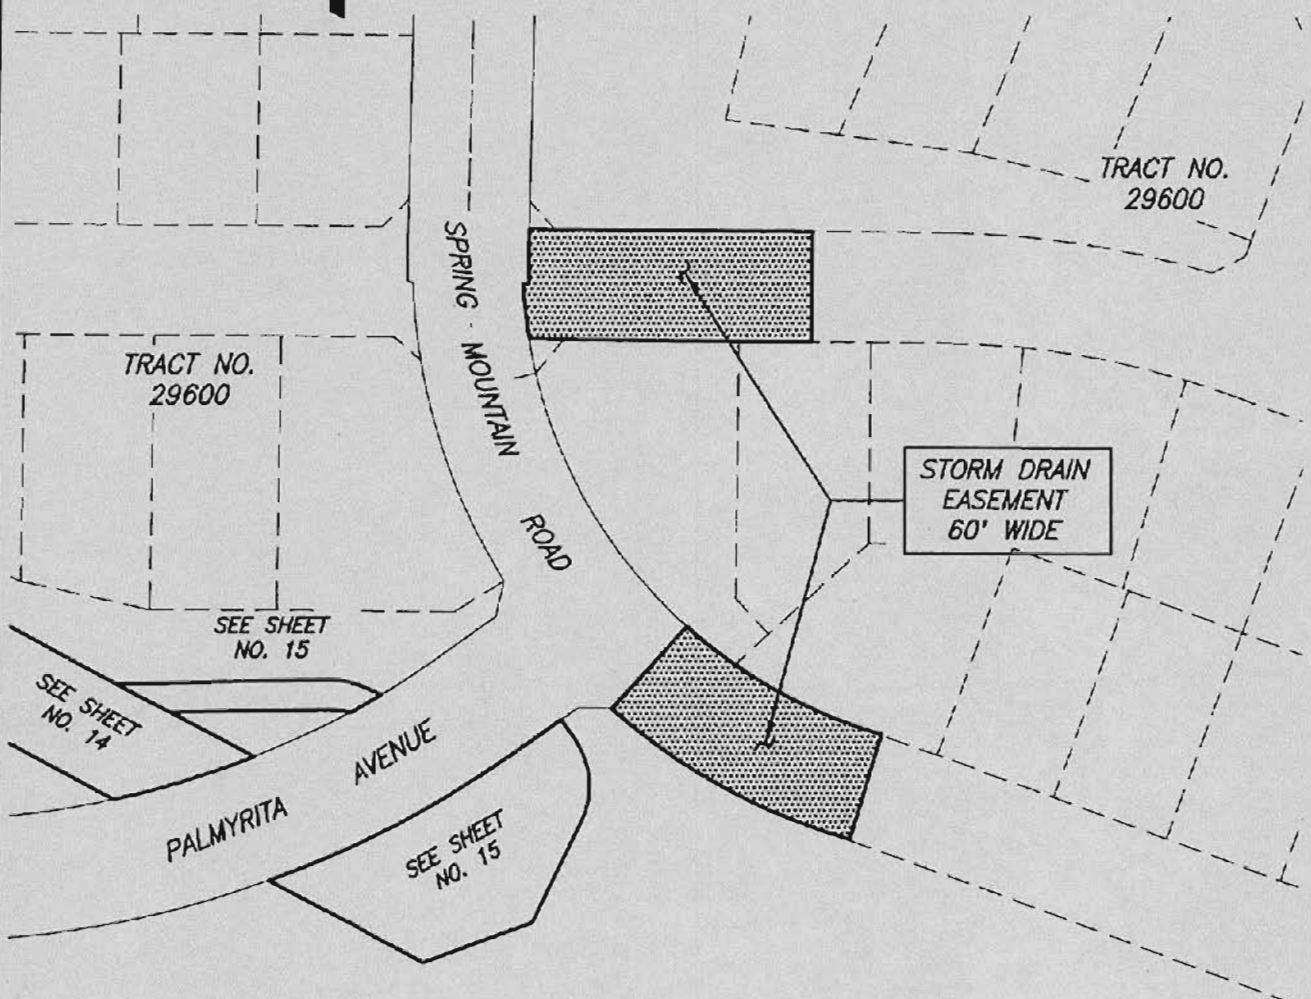 TRACT NO.
29600
SPRING MOUNTAIN ROAD
TRACT NO.
29600
STORM DRAIN
EASEMENT
60' WIDE
SEE SHEET
NO. 15
SEE SHEET
NO. 14
PALMYRITA AVENUE
SEE SHEET
NO. 15